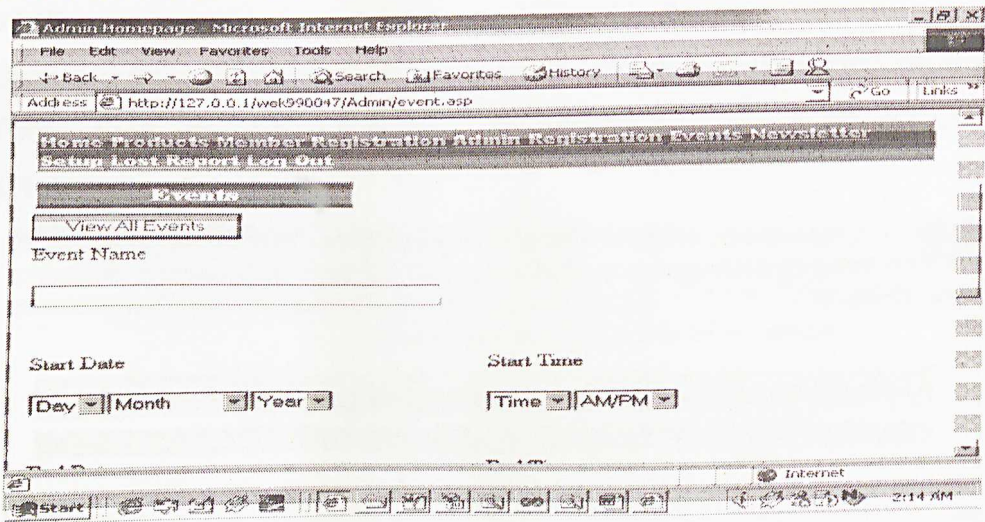 Admin Homepage - Microsoft Internet Explorer
File Edit View Favorites Tools Help
Back Search Favorites History
Address http://127.0.0.1/wek990047/Admin/event.asp Go Links »
Home Products Member Registration Admin Registration Events Newsletter
Setup Lost Report Log Out
Events
View All Events
Event Name
Start Date Start Time
Day Month Year Time AM/PM
Internet
Start 2:14 AM